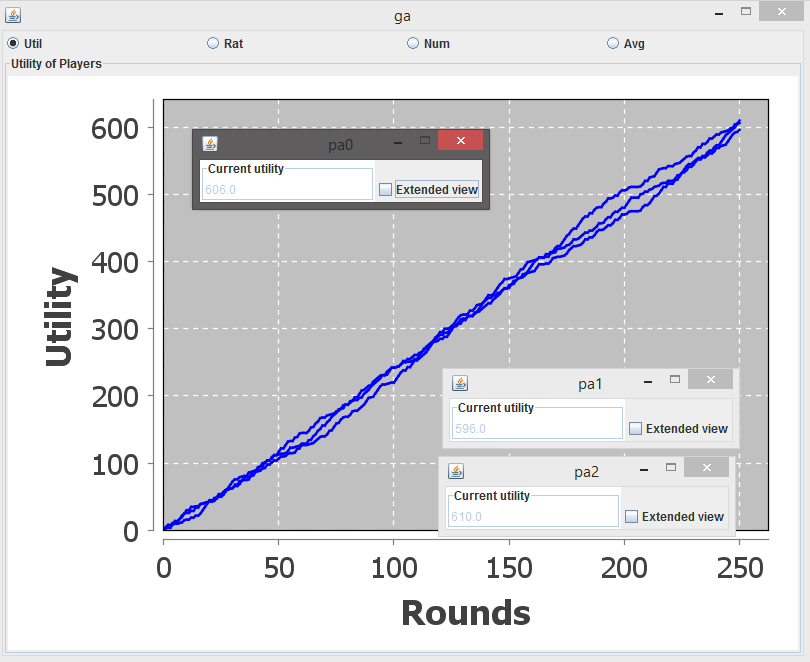 ga
Util Rat Num Avg
Utility of Players
600
500
400
300
200
100
0
Utility
pa0
Current utility
606.0
Extended view
pa1
Current utility
596.0
Extended view
pa2
Current utility
610.0
Extended view
0 50 100 150 200 250
Rounds